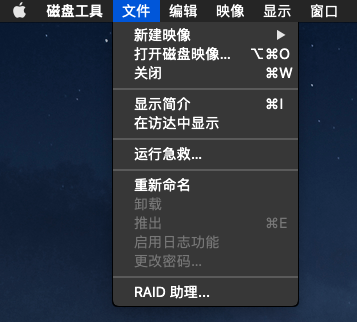 磁盘工具 文件 编辑 映像 显示 窗口
新建映像 ▶
打开磁盘映像... ⌥⌘O
关闭 ⌘W
显示简介 ⌘I
在访达中显示
运行急救...
重新命名
卸载
推出 ⌘E
启用日志功能
更改密码...
RAID 助理...